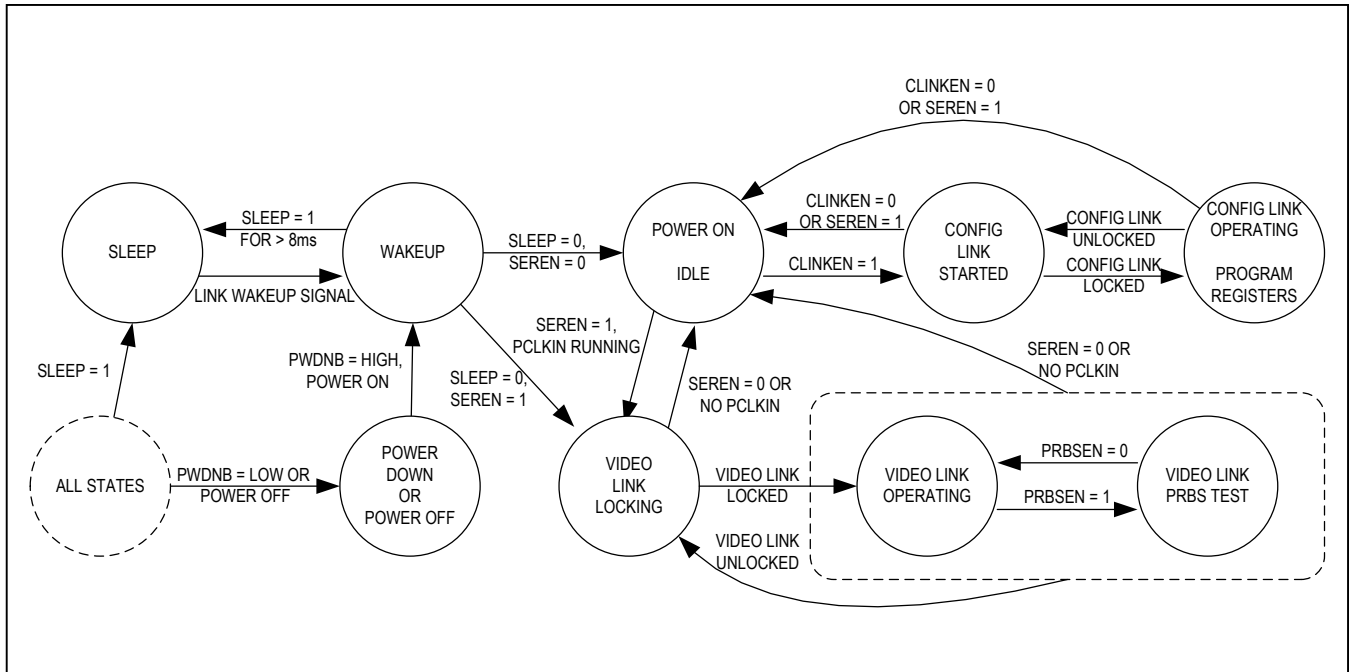 CLINKEN = 0
OR SEREN = 1
SLEEP = 1
FOR > 8ms
SLEEP
LINK WAKEUP SIGNAL
WAKEUP
SLEEP = 0,
SEREN = 0
POWER ON
IDLE
CLINKEN = 0
OR SEREN = 1
CLINKEN = 1
CONFIG
LINK
STARTED
CONFIG LINK
UNLOCKED
CONFIG LINK
LOCKED
CONFIG LINK
OPERATING
PROGRAM
REGISTERS
SLEEP = 1
PWDNB = HIGH,
POWER ON
SLEEP = 0,
SEREN = 1
SEREN = 1,
PCLKIN RUNNING
SEREN = 0 OR
NO PCLKIN
SEREN = 0 OR
NO PCLKIN
ALL STATES
PWDNB = LOW OR
POWER OFF
POWER
DOWN
OR
POWER OFF
VIDEO
LINK
LOCKING
VIDEO LINK
LOCKED
VIDEO LINK
OPERATING
PRBSEN = 0
PRBSEN = 1
VIDEO LINK
PRBS TEST
VIDEO LINK
UNLOCKED